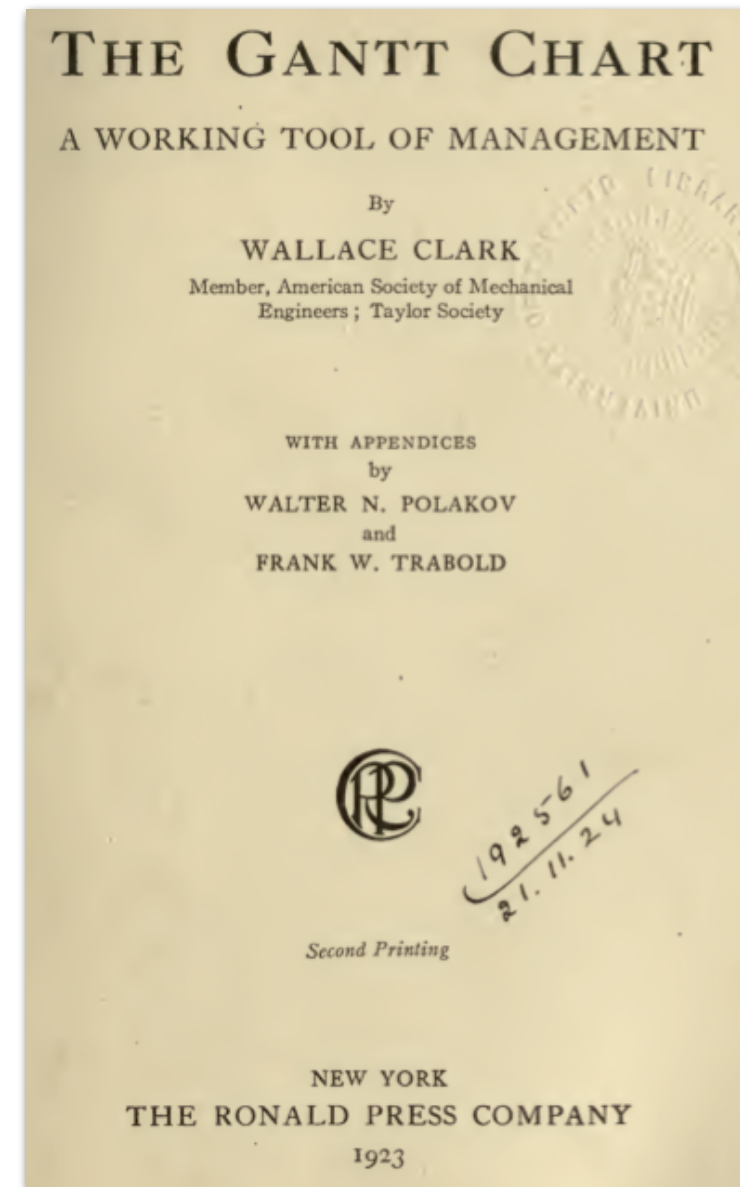 THE GANTT CHART
A WORKING TOOL OF MANAGEMENT
By
WALLACE CLARK
Member, American Society of Mechanical
Engineers; Taylor Society
WITH APPENDICES
by
WALTER N. POLAKOV
and
FRANK W. TRABOLD
192561
21.11.24
Second Printing
NEW YORK
THE RONALD PRESS COMPANY
1923